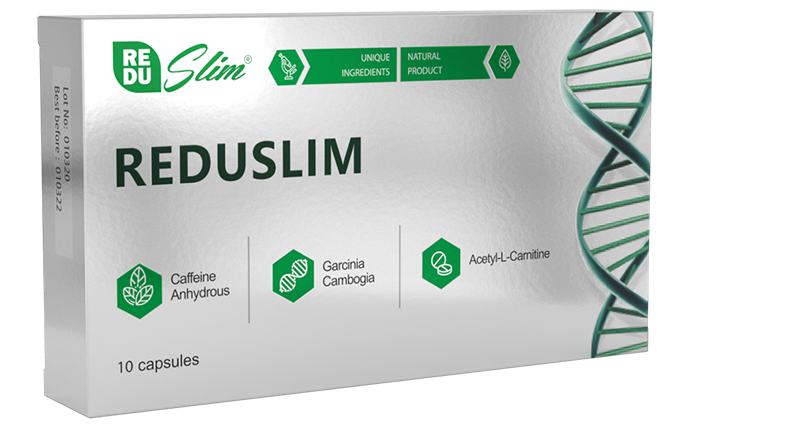 RE
DU
Slim®
UNIQUE
INGREDIENTS
NATURAL
PRODUCT
REDUSLIM
Caffeine
Anhydrous
Garcinia
Cambogia
Acetyl-L-Carnitine
10 capsules
Lot No: 010320
Best before : 010322